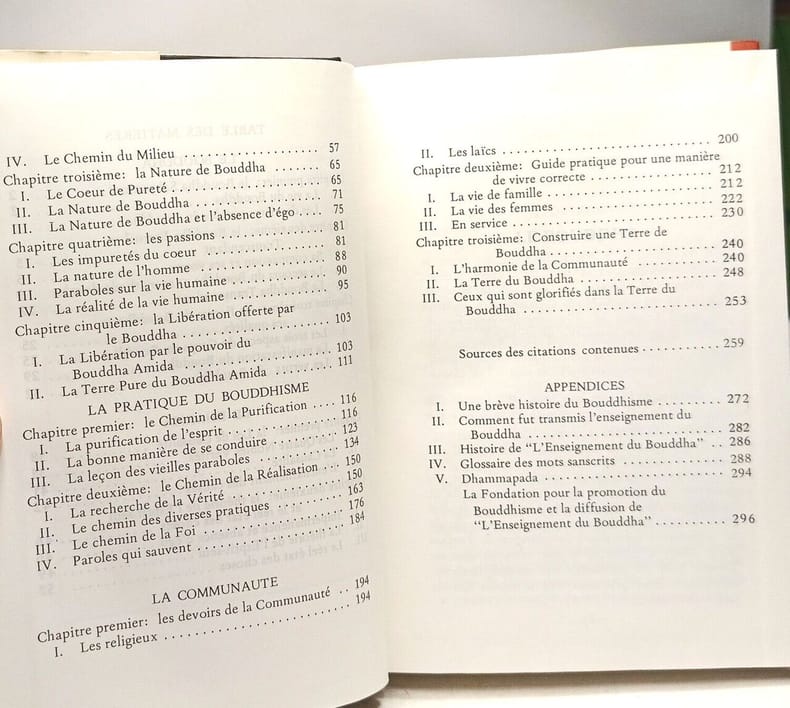 IV. Le Chemin du Milieu . . . . . . . . . . . . . . . . . . 57
Chapitre troisième: la Nature de Bouddha . . . . . . . 65
I. Le Coeur de Pureté . . . . . . . . . . . . . . . . . . . 65
II. La Nature de Bouddha . . . . . . . . . . . . . . . . 71
III. La Nature de Bouddha et l'absence d'égo . . . . 75
Chapitre quatrième: les passions . . . . . . . . . . . . . 81
I. Les impuretés du coeur . . . . . . . . . . . . . . . . 81
II. La nature de l'homme . . . . . . . . . . . . . . . . 88
III. Paraboles sur la vie humaine . . . . . . . . . . . . 90
IV. La réalité de la vie humaine . . . . . . . . . . . . . 95
Chapitre cinquième: la Libération offerte par
le Bouddha . . . . . . . . . . . . . . . . . 103
I. La Libération par le pouvoir du
Bouddha Amida . . . . . . . . . . . . . . . . 103
II. La Terre Pure du Bouddha Amida . . . . . . . . 111
LA PRATIQUE DU BOUDDHISME
Chapitre premier: le Chemin de la Purification . . . . 116
I. La purification de l'esprit . . . . . . . . . . . . . . 116
II. La bonne manière de se conduire . . . . . . . . . 123
III. La leçon des vieilles paraboles . . . . . . . . . . . 134
Chapitre deuxième: le Chemin de la Réalisation . . . 150
I. La recherche de la Vérité . . . . . . . . . . . . . . 150
II. Le chemin des diverses pratiques . . . . . . . . . 163
III. Le chemin de la Foi . . . . . . . . . . . . . . . . . 176
IV. Paroles qui sauvent . . . . . . . . . . . . . . . . . . 184
LA COMMUNAUTE
Chapitre premier: les devoirs de la Communauté . . 194
I. Les religieux . . . . . . . . . . . . . . . . . . . . . . . 194
II. Les laïcs . . . . . . . . . . . . . . . . . . . . . . . . . 200
Chapitre deuxième: Guide pratique pour une manière
de vivre correcte . . . . . . . . . . . . . . 212
I. La vie de famille . . . . . . . . . . . . . . . . . . . . 212
II. La vie des femmes . . . . . . . . . . . . . . . . . . . 222
III. En service . . . . . . . . . . . . . . . . . . . . . . . . 230
Chapitre troisième: Construire une Terre de
Bouddha . . . . . . . . . . . . . . . . . . . . 240
I. L'harmonie de la Communauté . . . . . . . . . . 240
II. La Terre du Bouddha . . . . . . . . . . . . . . . . . 248
III. Ceux qui sont glorifiés dans la Terre du
Bouddha . . . . . . . . . . . . . . . . . . . . . . . 253
Sources des citations contenues . . . . . . . . . . . 259
APPENDICES
I. Une brève histoire du Bouddhisme . . . . . . . . . 272
II. Comment fut transmis l'enseignement du
Bouddha . . . . . . . . . . . . . . . . . . . . . . . 282
III. Histoire de "L'Enseignement du Bouddha" . . 286
IV. Glossaire des mots sanscrits . . . . . . . . . . . . . 288
V. Dhammapada . . . . . . . . . . . . . . . . . . . . . . 294
La Fondation pour la promotion du
Bouddhisme et la diffusion de
"L'Enseignement du Bouddha" . . . . . . . . . . 296